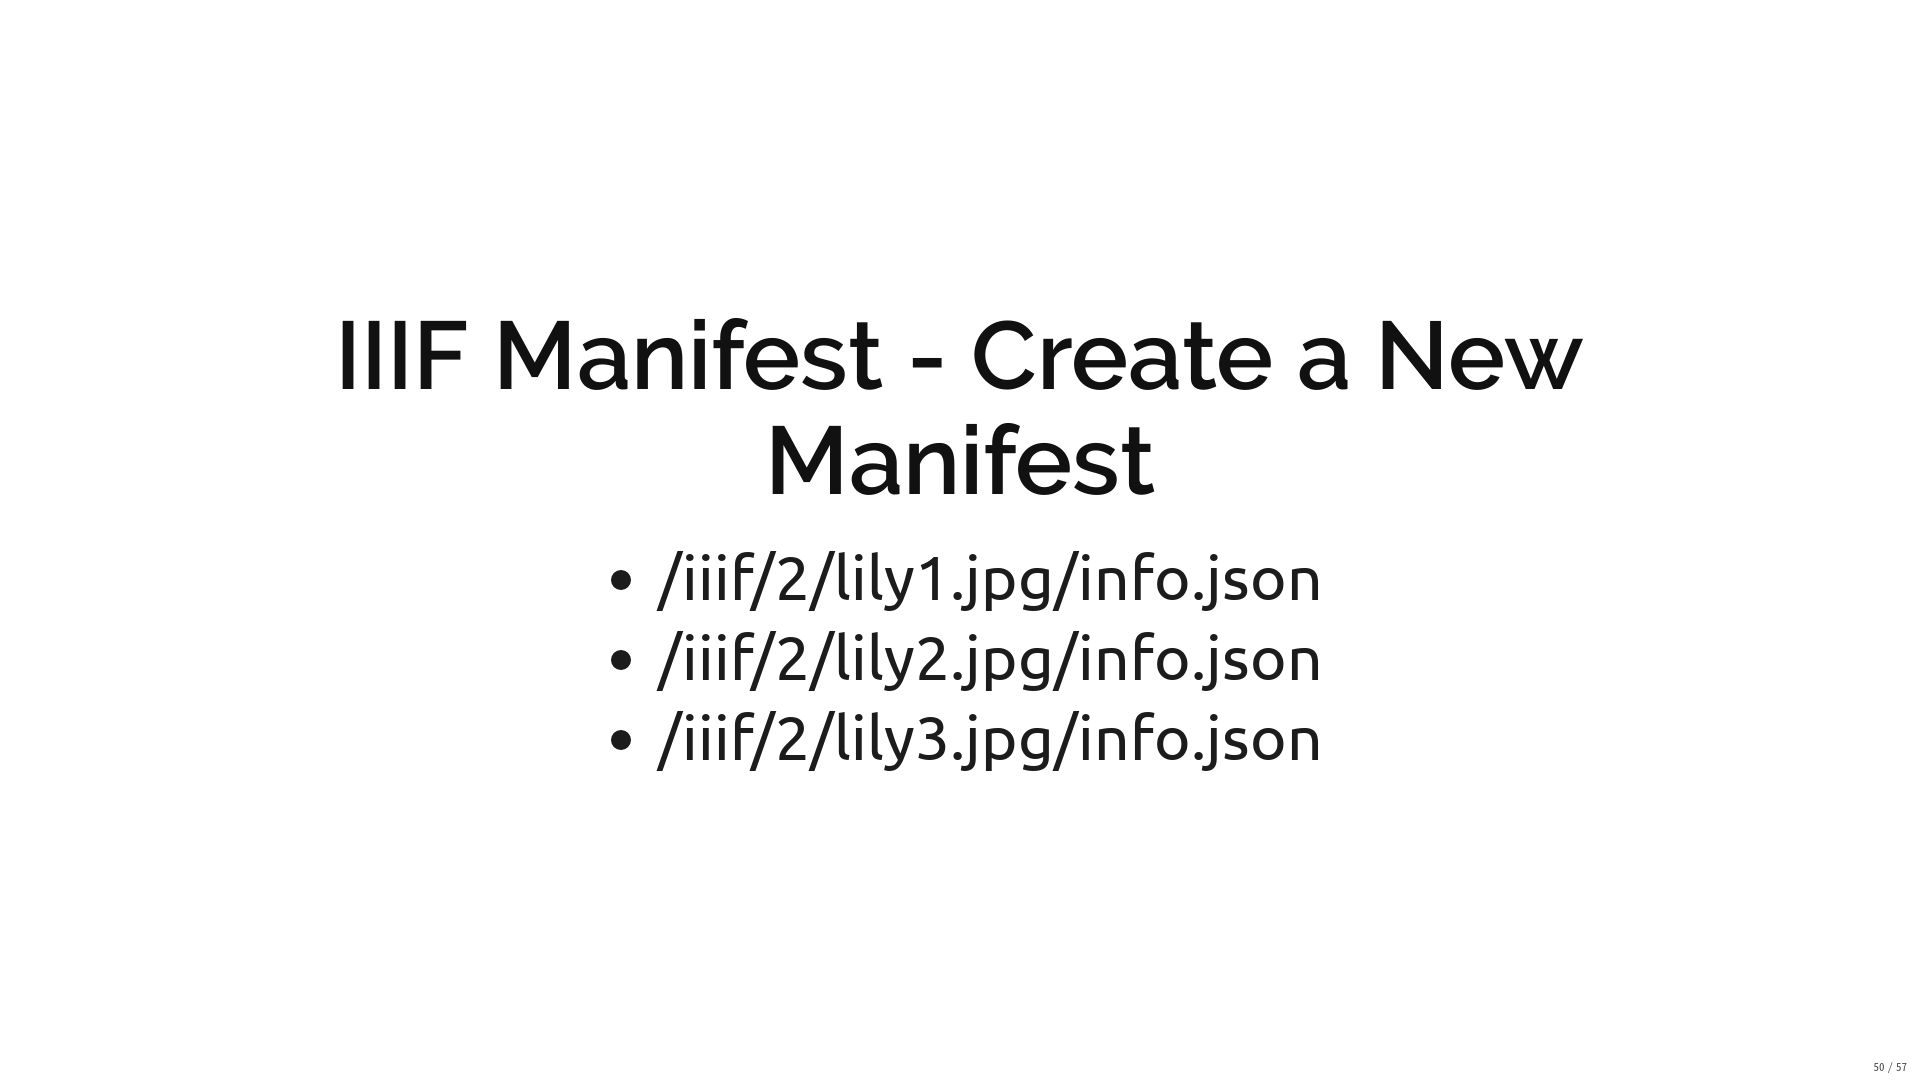 IIIF Manifest - Create a New
Manifest
• /iiif/2/lily1.jpg/info.json
• /iiif/2/lily2.jpg/info.json
• /iiif/2/lily3.jpg/info.json
50 / 57